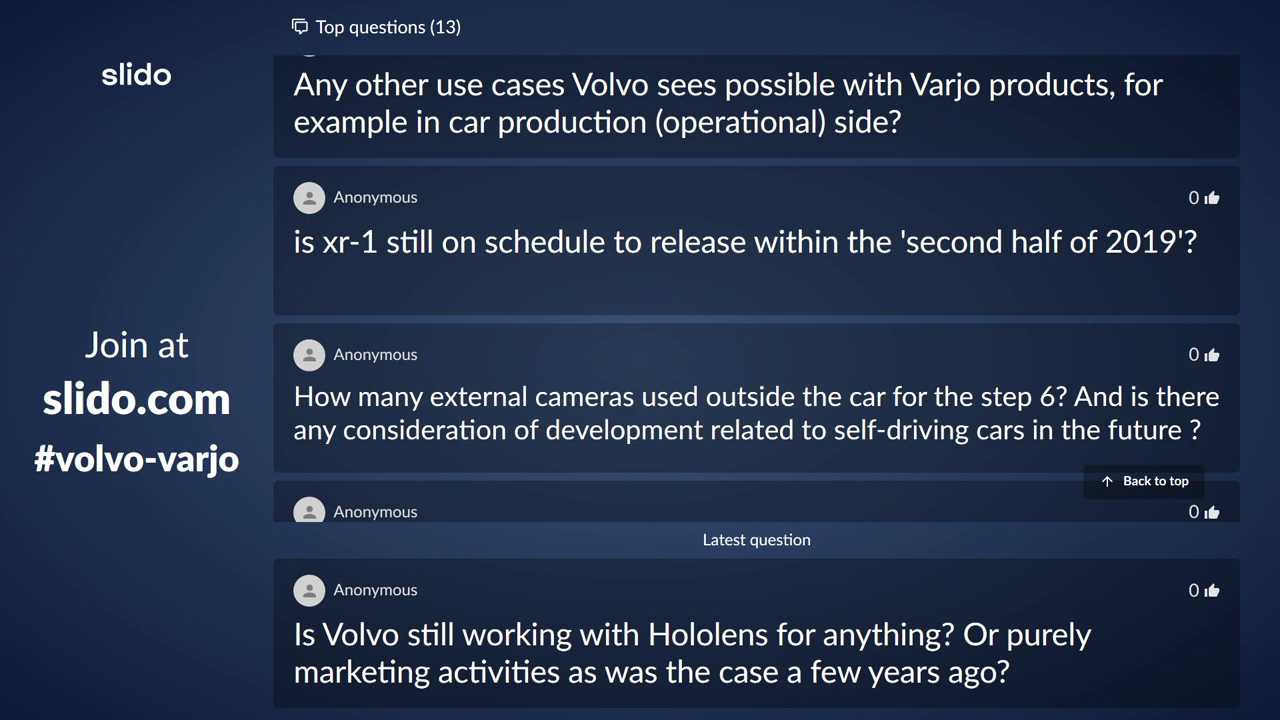 Top questions (13)
slido
Any other use cases Volvo sees possible with Varjo products, for
example in car production (operational) side?
Anonymous
0
is xr-1 still on schedule to release within the 'second half of 2019'?
Join at
slido.com
#volvo-varjo
Anonymous
0
How many external cameras used outside the car for the step 6? And is there
any consideration of development related to self-driving cars in the future ?
Back to top
Anonymous
0
Latest question
Anonymous
0
Is Volvo still working with Hololens for anything? Or purely
marketing activities as was the case a few years ago?